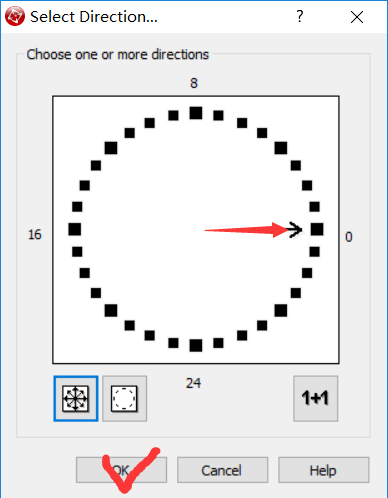 Select Direction...
?
Choose one or more directions
8
16
0
24
1+1
OK
Cancel
Help